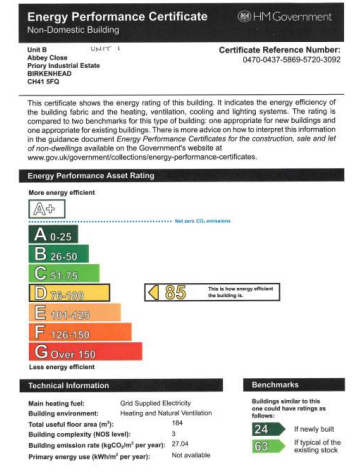 Energy Performance Certificate
HM Government
Non-Domestic Building
Unit B
UNIT 1
Abbey Close
Priory Industrial Estate
BIRKENHEAD
CH41 5FQ
Certificate Reference Number:
0470-0437-5869-5720-3092
This certificate shows the energy rating of this building. It indicates the energy efficiency of
the building fabric and the heating, ventilation, cooling and lighting systems. The rating is
compared to two benchmarks for this type of building: one appropriate for new buildings and
one appropriate for existing buildings. There is more advice on how to interpret this information
in the guidance document Energy Performance Certificates for the construction, sale and let
of non-dwellings available on the Government's website at
www.gov.uk/government/collections/energy-performance-certificates.
Energy Performance Asset Rating
More energy efficient
A+
Net zero CO₂ emissions
A 0-25
B 26-50
C 51-75
D 76-100
85
This is how energy efficient
the building is.
E 101-125
F 126-150
G Over 150
Less energy efficient
Technical Information
Main heating fuel: Grid Supplied Electricity
Building environment: Heating and Natural Ventilation
Total useful floor area (m²): 184
Building complexity (NOS level): 3
Building emission rate (kgCO₂/m² per year): 27.04
Primary energy use (kWh/m² per year): Not available
Benchmarks
Buildings similar to this
one could have ratings as
follows:
24 If newly built
63 If typical of the
existing stock